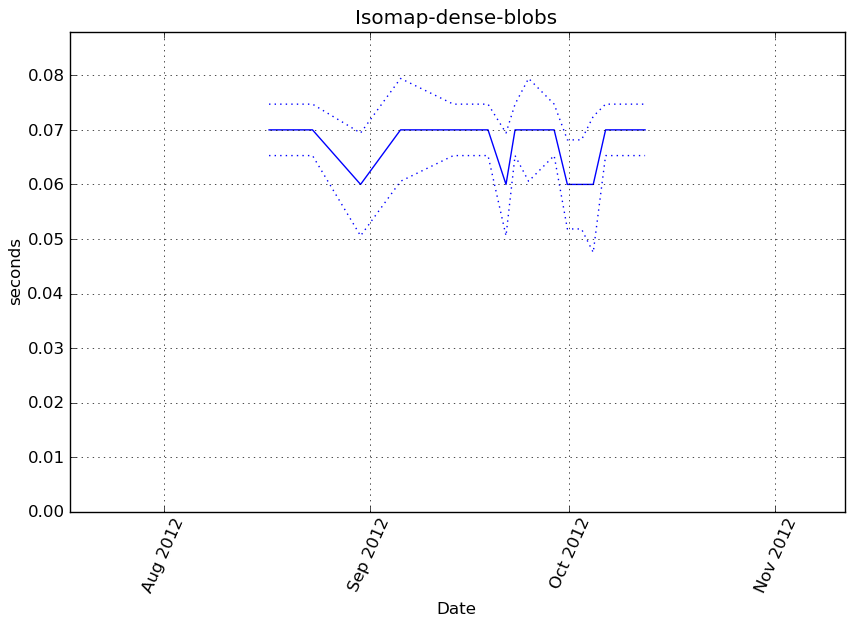 Isomap-dense-blobs
0.08
0.07
0.06
0.05
0.04
0.03
0.02
0.01
0.00
seconds
Aug 2012
Sep 2012
Oct 2012
Nov 2012
Date